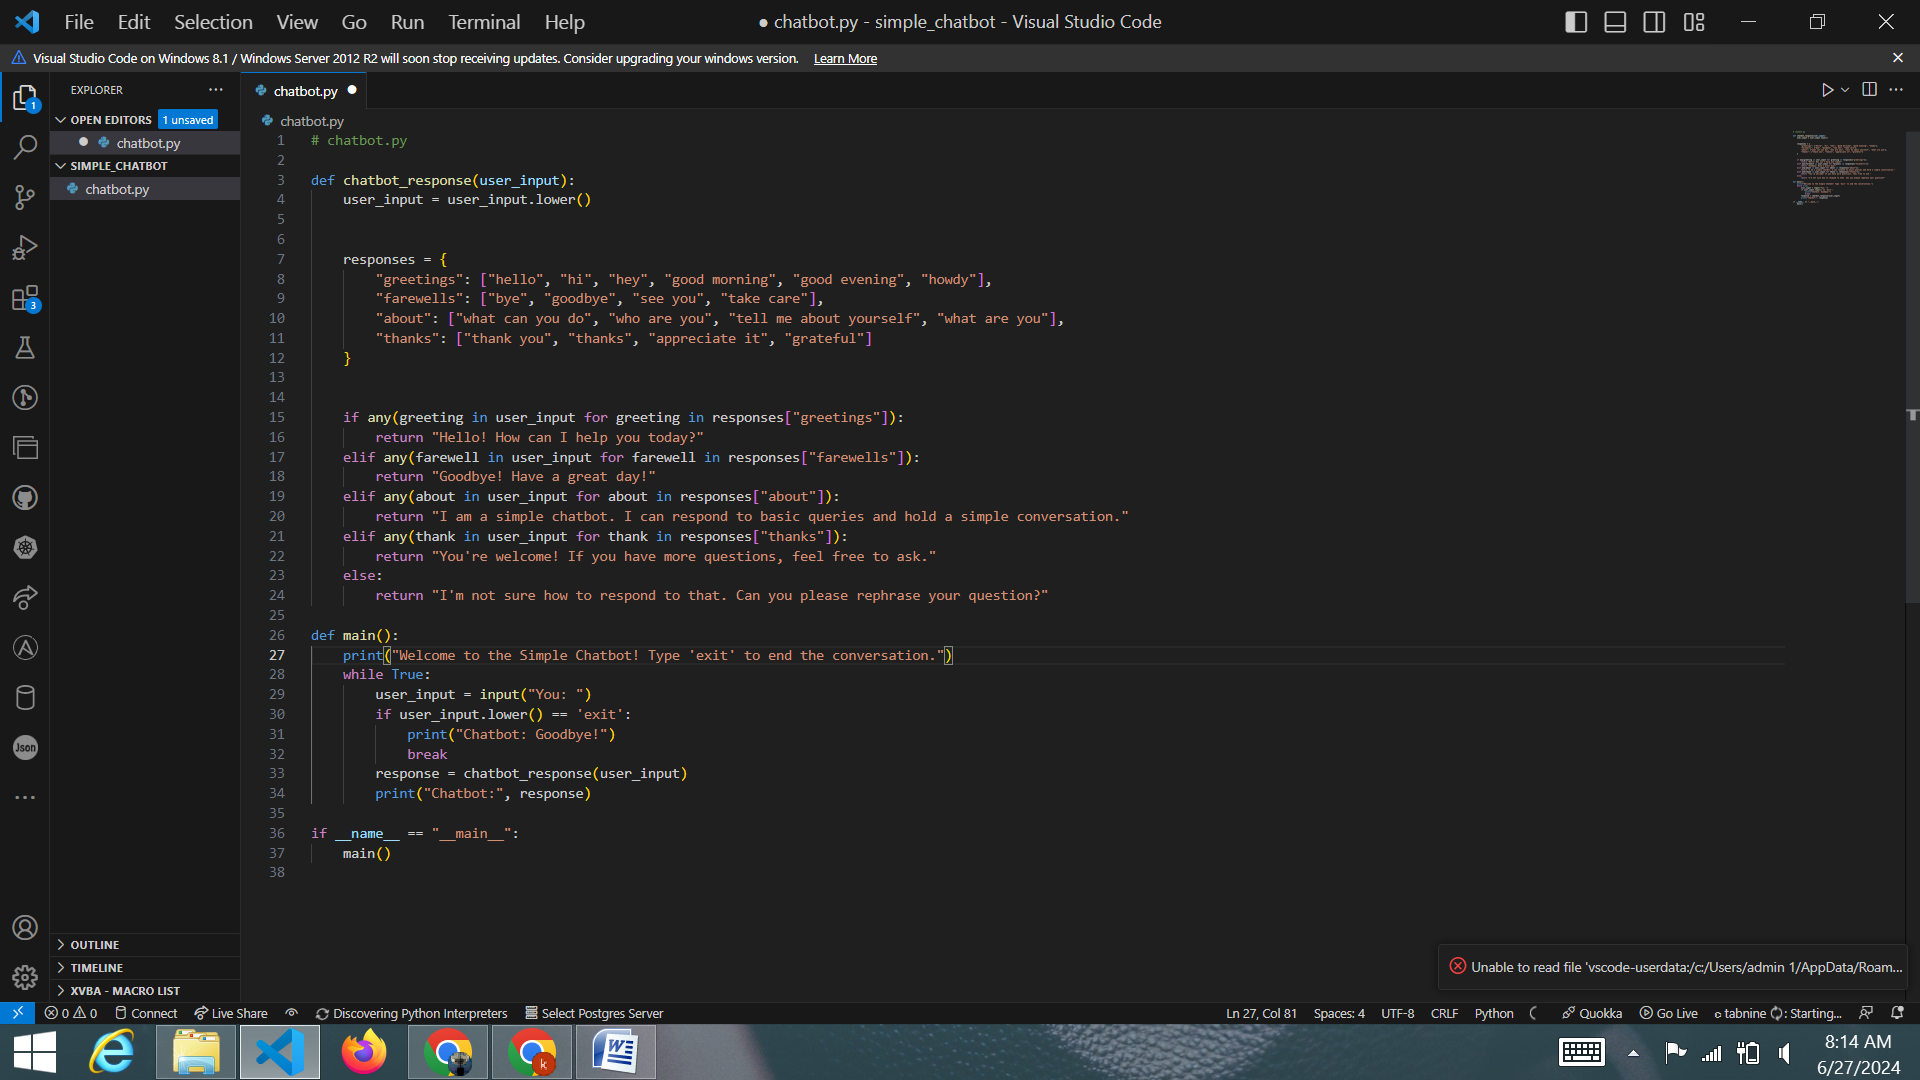 File Edit Selection View Go Run Terminal Help
● chatbot.py - simple_chatbot - Visual Studio Code
Visual Studio Code on Windows 8.1 / Windows Server 2012 R2 will soon stop receiving updates. Consider upgrading your windows version. Learn More
EXPLORER
OPEN EDITORS 1 unsaved
chatbot.py
SIMPLE_CHATBOT
chatbot.py
1
3
Json
OUTLINE
TIMELINE
XVBA - MACRO LIST
chatbot.py
chatbot.py
1 # chatbot.py
2
3 def chatbot_response(user_input):
4     user_input = user_input.lower()
5
6
7     responses = {
8         "greetings": ["hello", "hi", "hey", "good morning", "good evening", "howdy"],
9         "farewells": ["bye", "goodbye", "see you", "take care"],
10         "about": ["what can you do", "who are you", "tell me about yourself", "what are you"],
11         "thanks": ["thank you", "thanks", "appreciate it", "grateful"]
12     }
13
14
15     if any(greeting in user_input for greeting in responses["greetings"]):
16         return "Hello! How can I help you today?"
17     elif any(farewell in user_input for farewell in responses["farewells"]):
18         return "Goodbye! Have a great day!"
19     elif any(about in user_input for about in responses["about"]):
20         return "I am a simple chatbot. I can respond to basic queries and hold a simple conversation."
21     elif any(thank in user_input for thank in responses["thanks"]):
22         return "You're welcome! If you have more questions, feel free to ask."
23     else:
24         return "I'm not sure how to respond to that. Can you please rephrase your question?"
25
26 def main():
27     print("Welcome to the Simple Chatbot! Type 'exit' to end the conversation.")
28     while True:
29         user_input = input("You: ")
30         if user_input.lower() == 'exit':
31             print("Chatbot: Goodbye!")
32             break
33         response = chatbot_response(user_input)
34         print("Chatbot:", response)
35
36 if __name__ == "__main__":
37     main()
38
Unable to read file 'vscode-userdata:/c:/Users/admin 1/AppData/Roam...
0 0 Connect Live Share Discovering Python Interpreters Select Postgres Server
Ln 27, Col 81 Spaces: 4 UTF-8 CRLF Python Quokka Go Live tabnine : Starting...
k
8:14 AM
6/27/2024